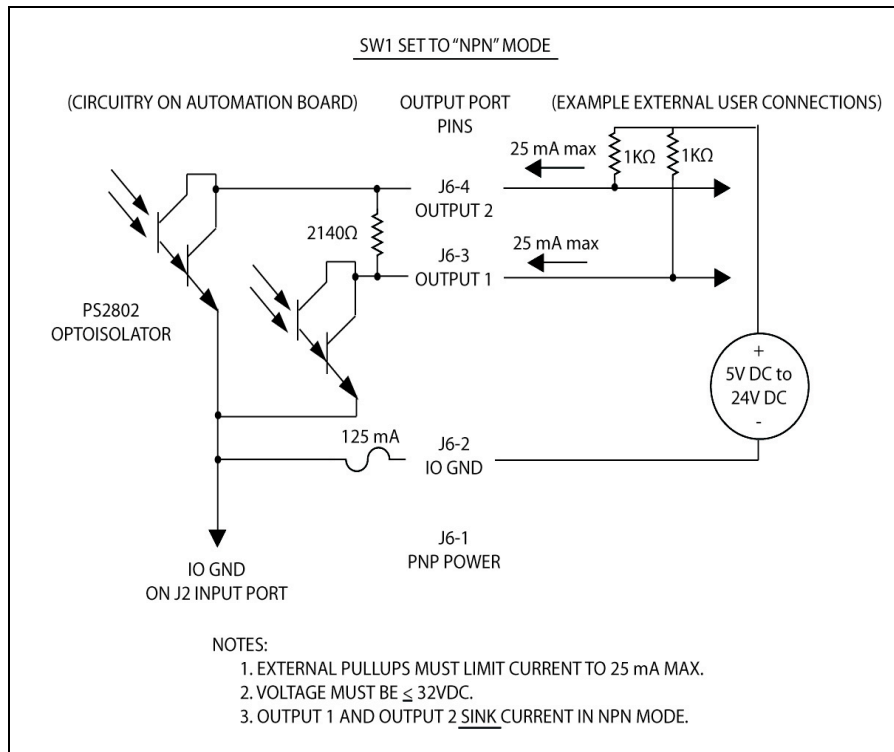 SW1 SET TO “NPN” MODE
(CIRCUITRY ON AUTOMATION BOARD)
OUTPUT PORT
PINS
(EXAMPLE EXTERNAL USER CONNECTIONS)
25 mA max
1KΩ
1KΩ
J6-4
OUTPUT 2
2140Ω
25 mA max
J6-3
OUTPUT 1
PS2802
OPTOISOLATOR
+
5V DC to
24V DC
-
125 mA
J6-2
IO GND
J6-1
PNP POWER
IO GND
ON J2 INPUT PORT
NOTES:
1. EXTERNAL PULLUPS MUST LIMIT CURRENT TO 25 mA MAX.
2. VOLTAGE MUST BE ≤ 32VDC.
3. OUTPUT 1 AND OUTPUT 2 SINK CURRENT IN NPN MODE.